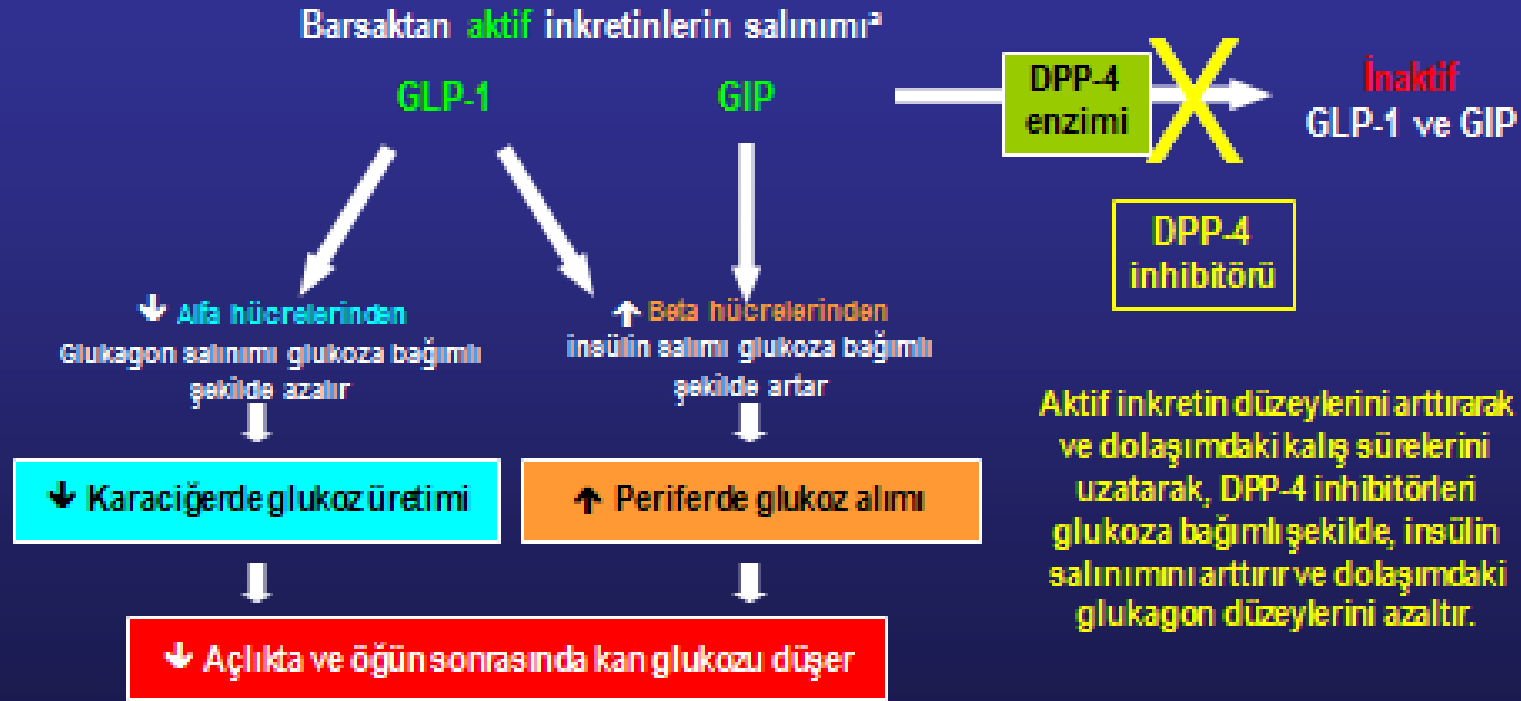 Barsaktan aktif inkretinlerin salınımı²
GLP-1
GIP
DPP-4
enzimi
İnaktif
GLP-1 ve GIP
DPP-4
inhibitörü
Alfa hücrelerinden
Glukagon salınımı glukoza bağımlı
şekilde azalır
Beta hücrelerinden
insülin salımı glukoza bağımlı
şekilde artar
Karaciğerde glukoz üretimi
Periferde glukoz alımı
Açlıkta ve öğün sonrasında kan glukozu düşer
Aktif inkretin düzeylerini arttırarak
ve dolaşımdaki kalış sürelerini
uzatarak, DPP-4 inhibitörleri
glukoza bağımlı şekilde, insülin
salınımını arttırır ve dolaşımdaki
glukagon düzeylerini azaltır.